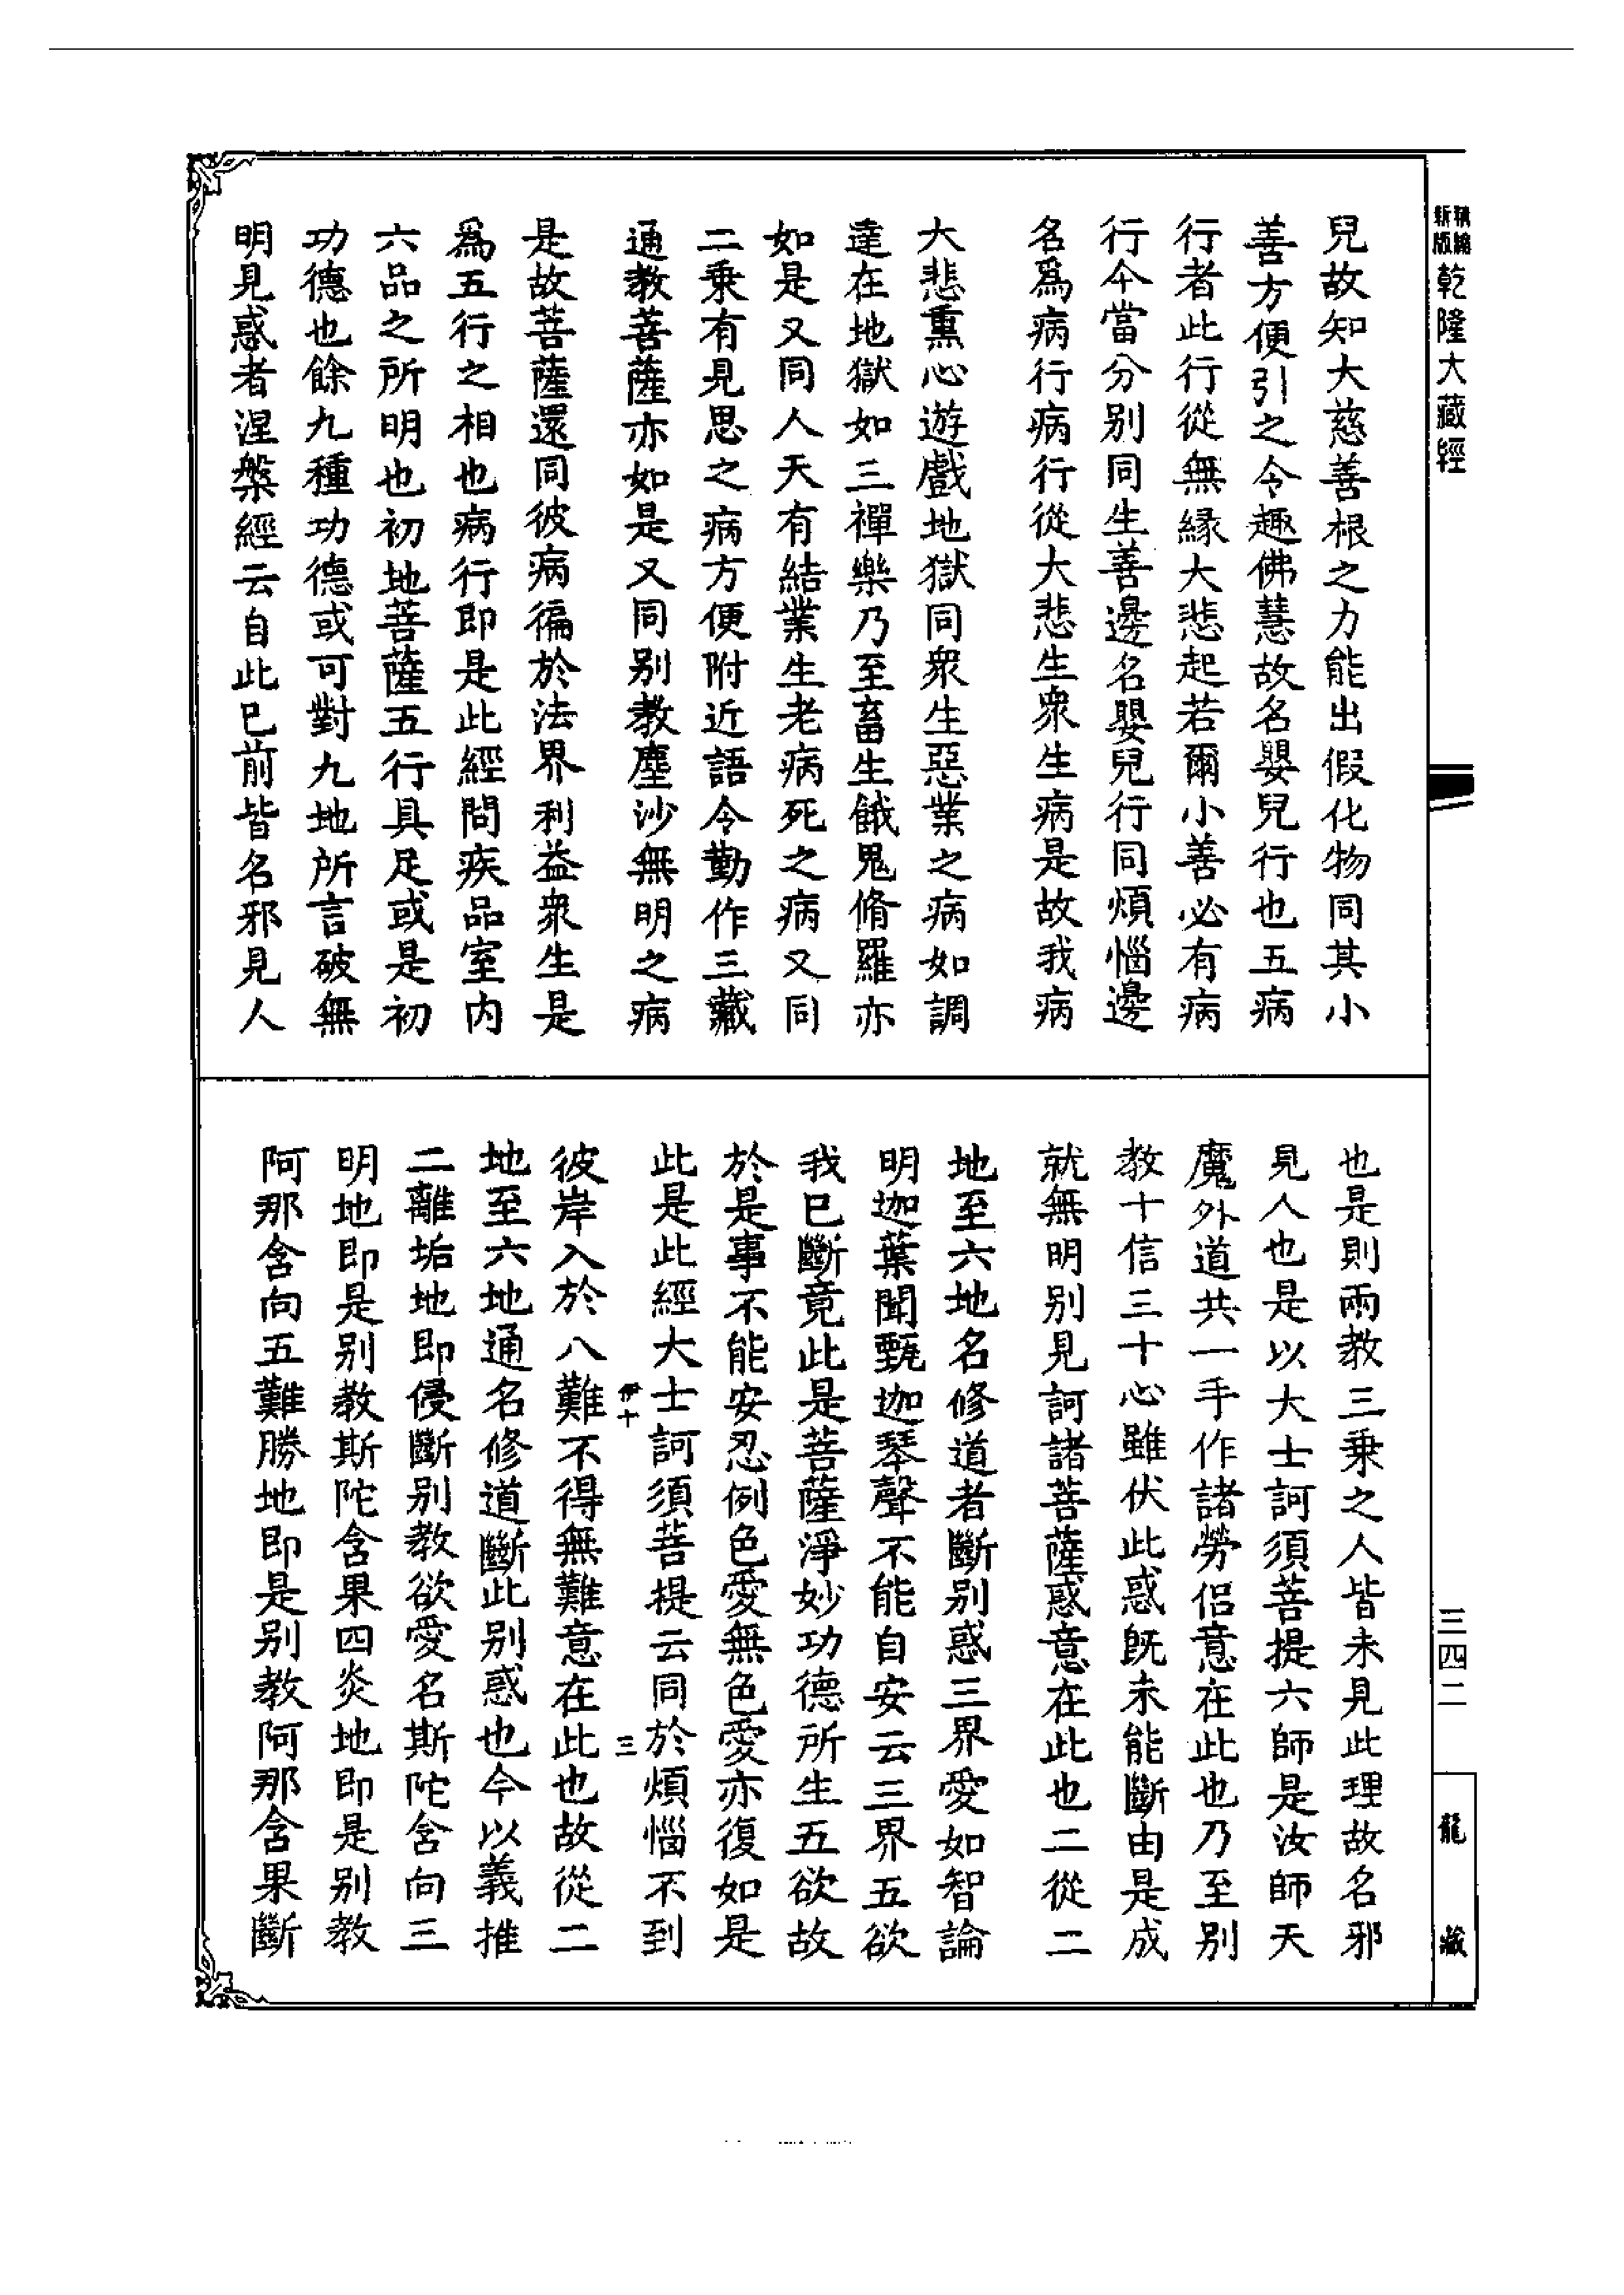 新版
精縮
乾隆大藏經
兒故知大慈善根之力能出假化物同其小
善方便引之令趣佛慧故名嬰兒行也五病
行者此行從無緣大悲起若爾小善必有病
行今當分别同生善邊名嬰兒行同煩惱邊
名爲病行病行從大悲生衆生病是故我病
大悲熏心遊戲地獄同衆生惡業之病如調
達在地獄如三禪樂乃至畜生餓鬼脩羅亦
如是又同人天有結業生老病死之病又同
二乘有見思之病方便附近語令勤作三藏
通教菩薩亦如是又同别教塵沙無明之病
是故菩薩還同彼病徧於法界利益衆生是
爲五行之相也病行即是此經問疾品室内
六品之所明也初地菩薩五行具足或是初
功德也餘九種功德或可對九地所言破無
明見惑者涅槃經云自此已前皆名邪見人
也是則兩教三乘之人皆未見此理故名邪
見人也是以大士訶須菩提六師是汝師天
魔外道共一手作諸勞侣意在此也乃至别
教十信三十心雖伏此惑旣未能斷由是成
就無明别見訶諸菩薩惑意在此也二從二
地至六地名修道者斷别惑三界愛如智論
明迦葉聞甄迦琴聲不能自安云三界五欲
我已斷竟此是菩薩淨妙功德所生五欲故
於是事不能安忍例色愛無色愛亦復如是
此是此經大士訶須菩提云同於煩惱不到
彼岸入於八難不得無難意在此也故從二
地至六地通名修道斷此别惑也今以義推
二離垢地即侵斷别教欲愛名斯陀含向三
明地即是别教斯陀含果四炎地即是别教
阿那含向五難勝地即是别教阿那含果斷
三
三四二
龍藏